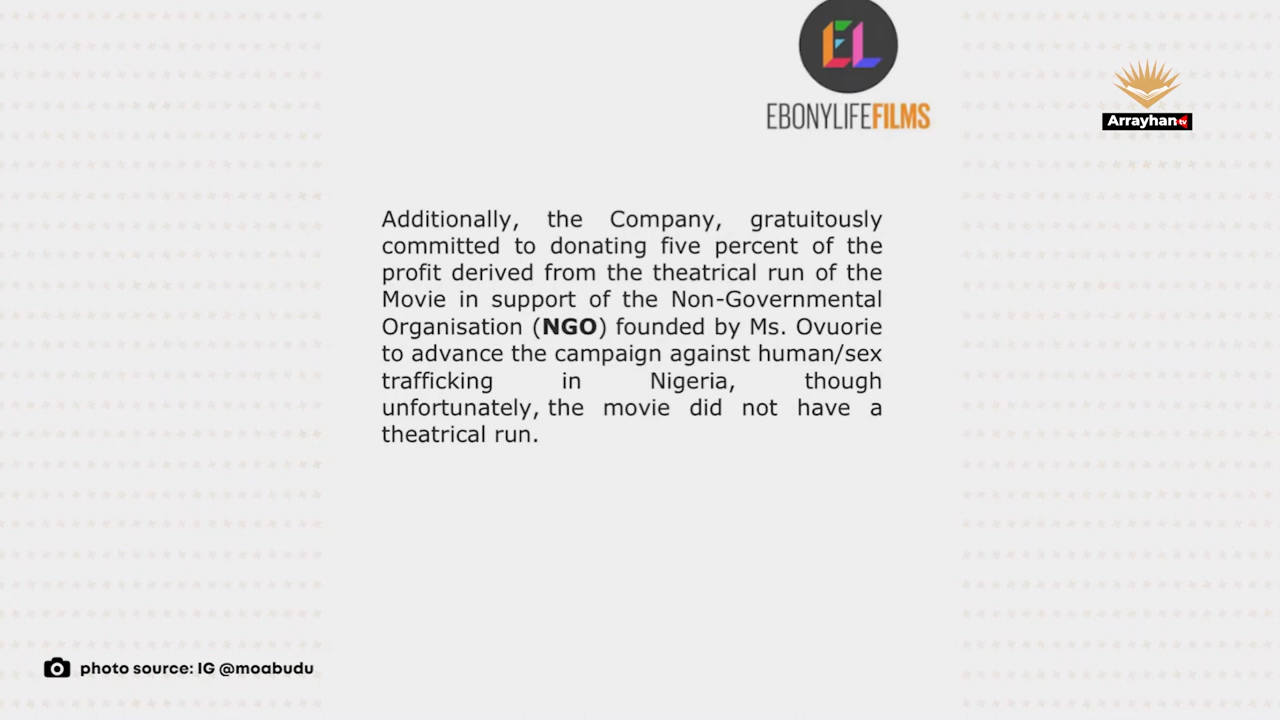 EL
EBONYLIFEFILMS
Arrayhan tv
Additionally, the Company, gratuitously
committed to donating five percent of the
profit derived from the theatrical run of the
Movie in support of the Non-Governmental
Organisation (NGO) founded by Ms. Ovuorie
to advance the campaign against human/sex
trafficking in Nigeria, though
unfortunately, the movie did not have a
theatrical run.
photo source: IG @moabudu